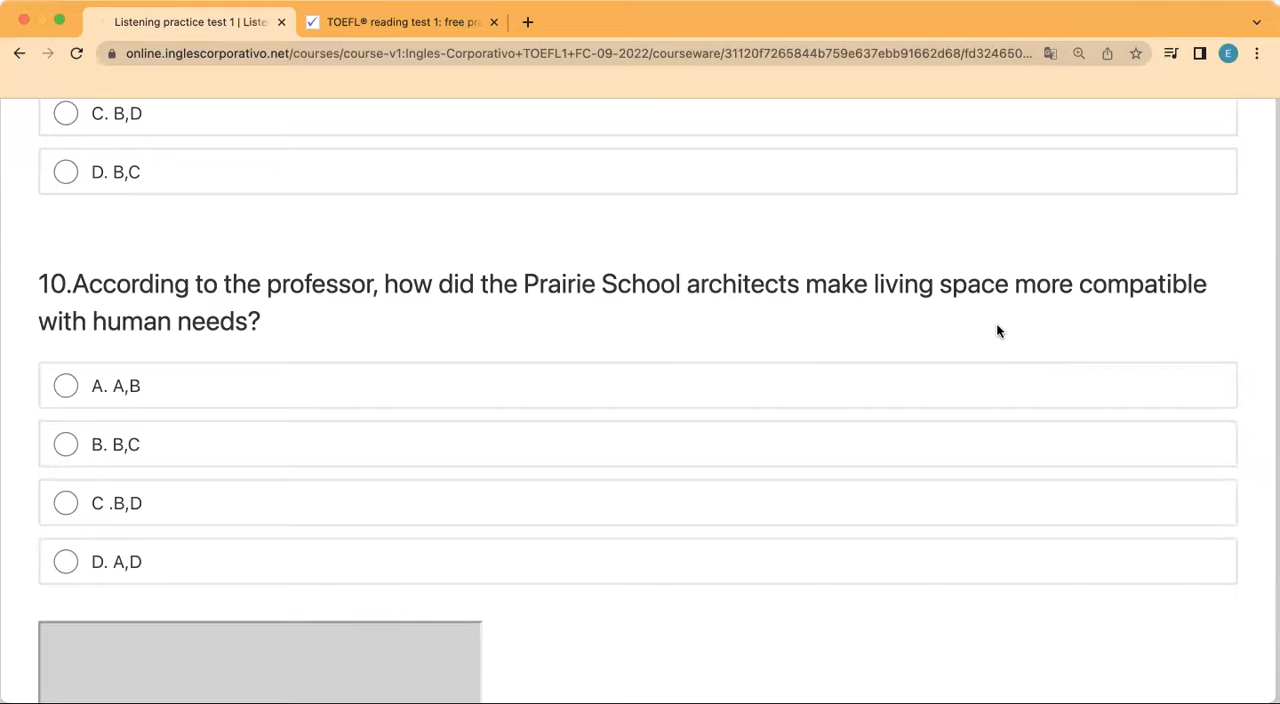 Listening practice test 1 | Liste
TOEFL® reading test 1: free pra
online.inglescorporativo.net/courses/course-v1:Ingles-Corporativo+TOEFL1+FC-09-2022/courseware/31120f7265844b759e637ebb91662d68/fd324650...
E
C. B,D
D. B,C
10.According to the professor, how did the Prairie School architects make living space more compatible
with human needs?
A. A,B
B. B,C
C .B,D
D. A,D